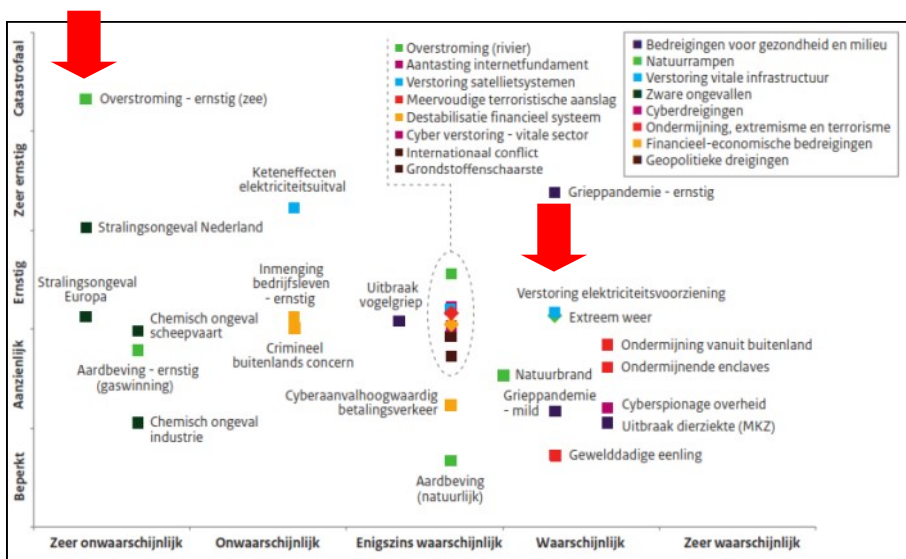 Catastrofaal
Zeer ernstig
Ernstig
Aanzienlijk
Beperkt
Overstroming - ernstig (zee)
Keteneffecten
elektriciteitsuitval
Stralingsongeval Nederland
Stralingsongeval
Europa
Chemisch ongeval
scheepvaart
Aardbeving - ernstig
(gaswinning)
Chemisch ongeval
industrie
Inmenging
bedrijfsleven
- ernstig
Crimineel
buitenlands concern
Uitbraak
vogelgriep
Overstroming (rivier)
Aantasting internetfundament
Verstoring satellietsystemen
Meervoudige terroristische aanslag
Destabilisatie financieel systeem
Cyber verstoring - vitale sector
Internationaal conflict
Grondstoffenschaarste
Bedreigingen voor gezondheid en milieu
Natuurrampen
Verstoring vitale infrastructuur
Zware ongevallen
Cyberdreigingen
Ondermijning, extremisme en terrorisme
Financieel-economische bedreigingen
Geopolitieke dreigingen
Grieppandemie - ernstig
Verstoring elektriciteitsvoorziening
Extreem weer
Ondermijning vanuit buitenland
Ondermijnende enclaves
Natuurbrand
Cyberaanvalhoogwaardig
betalingsverkeer
Grieppandemie
- mild
Cyberspionage overheid
Uitbraak dierziekte (MKZ)
Gewelddadige eenling
Aardbeving
(natuurlijk)
Zeer onwaarschijnlijk
Onwaarschijnlijk
Enigszins waarschijnlijk
Waarschijnlijk
Zeer waarschijnlijk